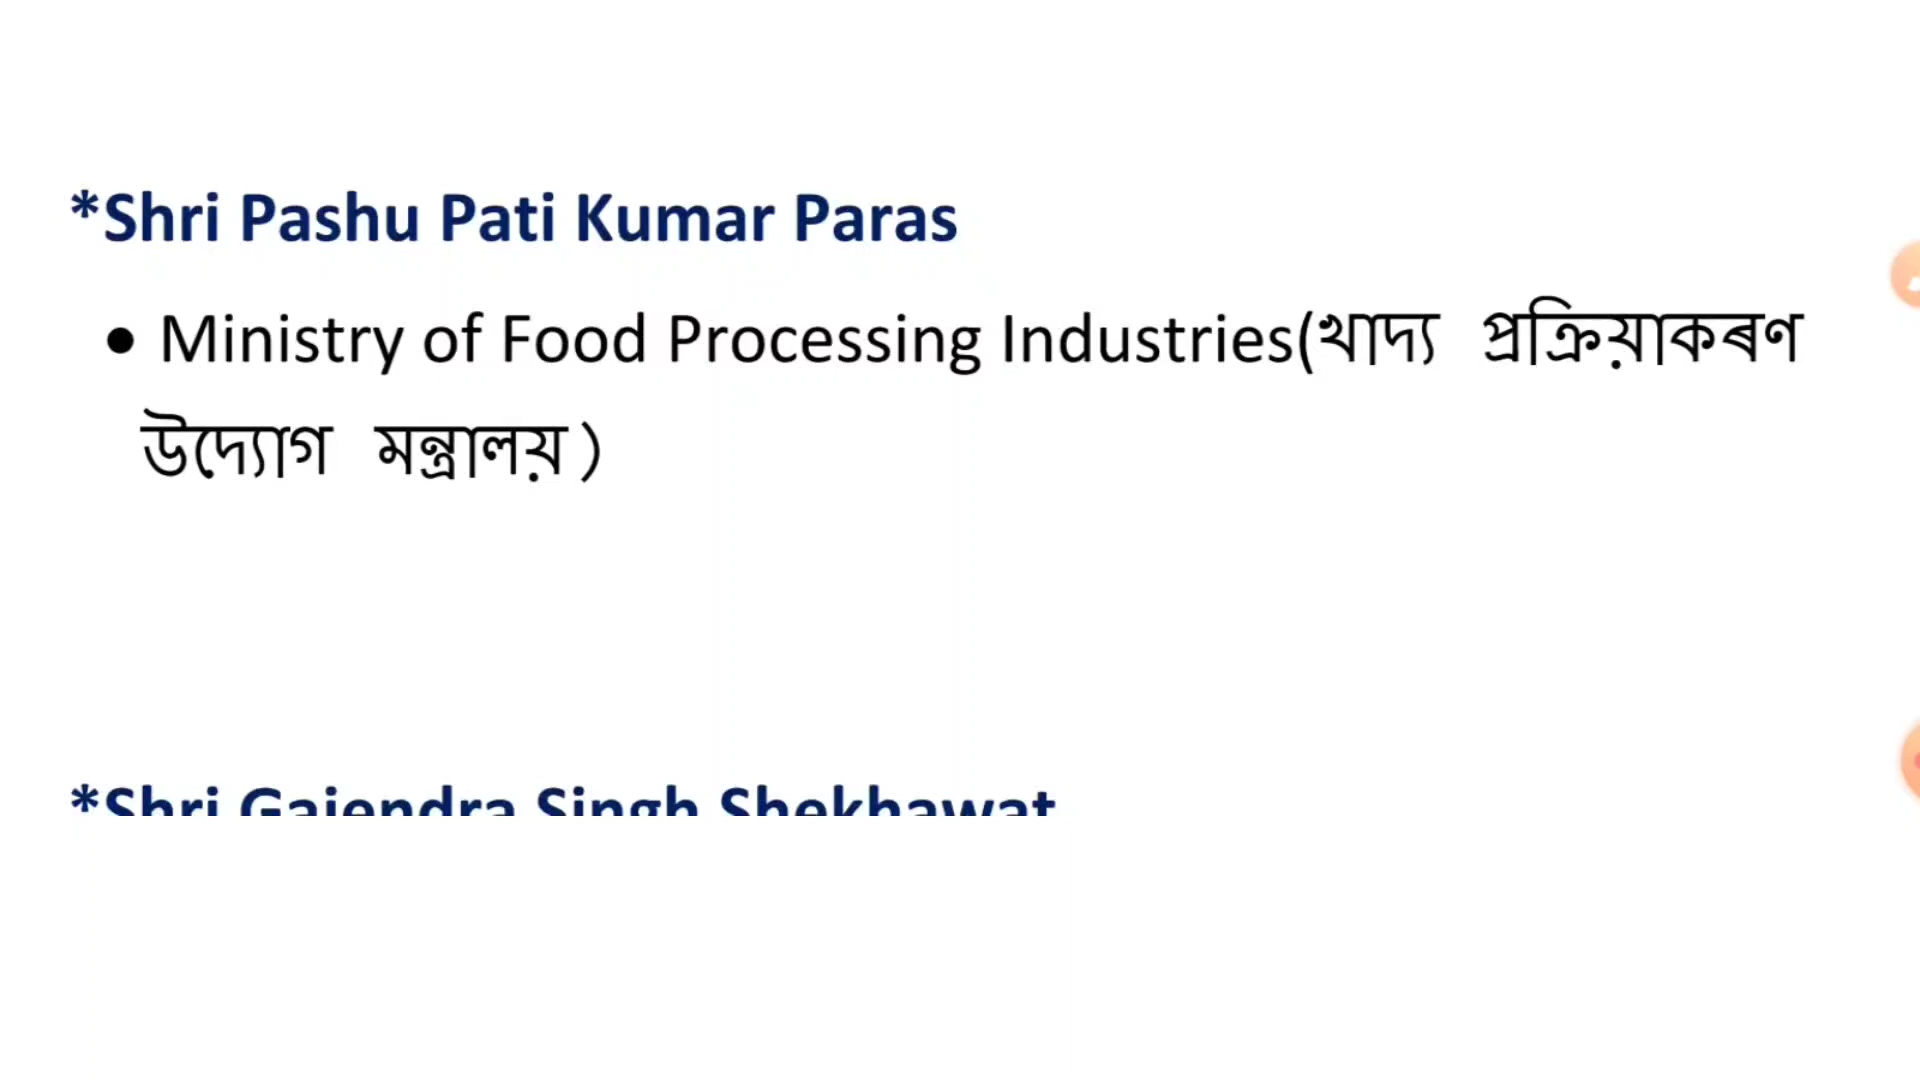 *Shri Pashu Pati Kumar Paras
• Ministry of Food Processing Industries(খাদ্য প্ৰক্ৰিয়াকৰণ
উদ্যোগ মন্ত্ৰালয়)
*Shri Gajendra Singh Shekhawat